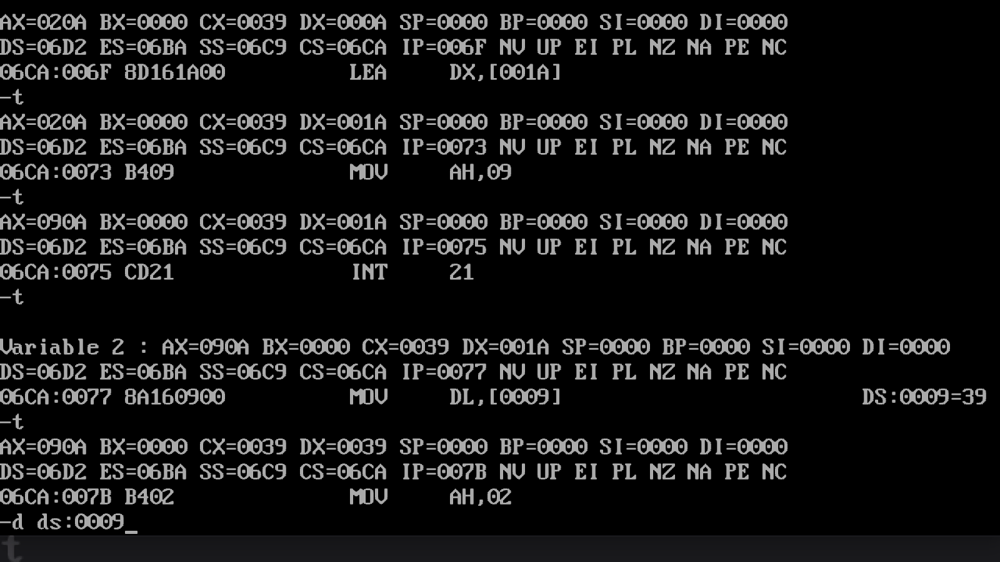 AX=020A BX=0000 CX=0039 DX=000A SP=0000 BP=0000 SI=0000 DI=0000
DS=06D2 ES=06BA SS=06C9 CS=06CA IP=006F NV UP EI PL NZ NA PE NC
06CA:006F 8D161A00 LEA DX,[001A]
-t
AX=020A BX=0000 CX=0039 DX=001A SP=0000 BP=0000 SI=0000 DI=0000
DS=06D2 ES=06BA SS=06C9 CS=06CA IP=0073 NV UP EI PL NZ NA PE NC
06CA:0073 B409 MOV AH,09
-t
AX=090A BX=0000 CX=0039 DX=001A SP=0000 BP=0000 SI=0000 DI=0000
DS=06D2 ES=06BA SS=06C9 CS=06CA IP=0075 NV UP EI PL NZ NA PE NC
06CA:0075 CD21 INT 21
-t
Variable 2 : AX=090A BX=0000 CX=0039 DX=001A SP=0000 BP=0000 SI=0000 DI=0000
DS=06D2 ES=06BA SS=06C9 CS=06CA IP=0077 NV UP EI PL NZ NA PE NC
06CA:0077 8A160900 MOV DL,[0009] DS:0009=39
-t
AX=090A BX=0000 CX=0039 DX=0039 SP=0000 BP=0000 SI=0000 DI=0000
DS=06D2 ES=06BA SS=06C9 CS=06CA IP=007B NV UP EI PL NZ NA PE NC
06CA:007B B402 MOV AH,02
-d ds:0009_
t